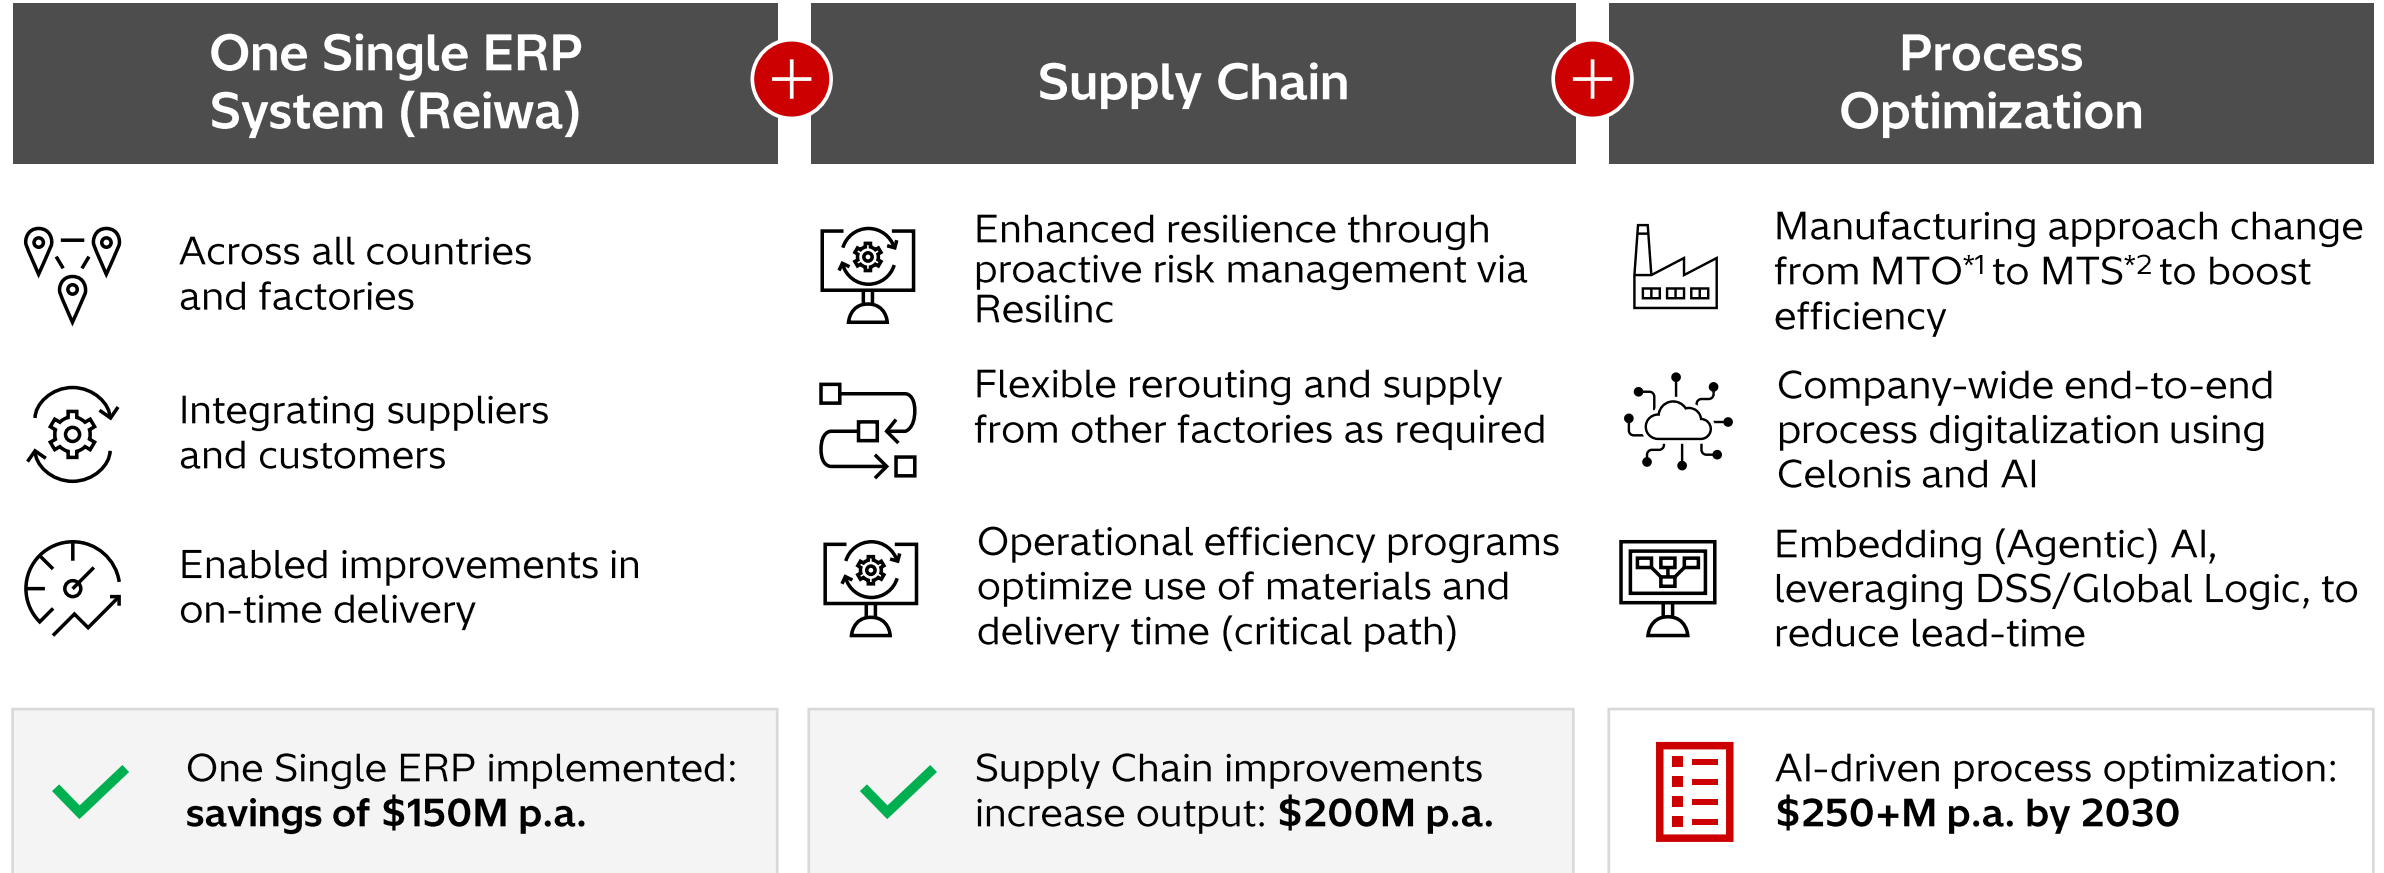 One Single ERP
System (Reiwa)
Supply Chain
Process
Optimization
Across all countries
and factories
Integrating suppliers
and customers
Enabled improvements in
on-time delivery
Enhanced resilience through
proactive risk management via
Resilinc
Flexible rerouting and supply
from other factories as required
Operational efficiency programs
optimize use of materials and
delivery time (critical path)
Manufacturing approach change
from MTO*1 to MTS*2 to boost
efficiency
Company-wide end-to-end
process digitalization using
Celonis and AI
Embedding (Agentic) AI,
leveraging DSS/Global Logic, to
reduce lead-time
One Single ERP implemented:
savings of $150M p.a.
Supply Chain improvements
increase output: $200M p.a.
AI-driven process optimization:
$250+M p.a. by 2030